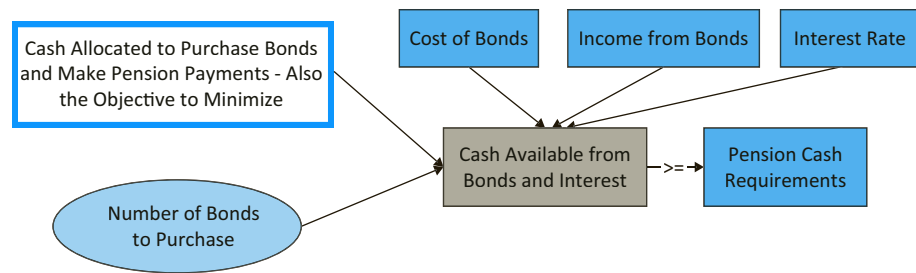 Cash Allocated to Purchase Bonds
and Make Pension Payments - Also
the Objective to Minimize
Cost of Bonds
Income from Bonds
Interest Rate
Cash Available from
Bonds and Interest
>=
Pension Cash
Requirements
Number of Bonds
to Purchase